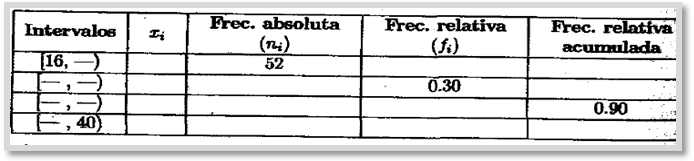 Intervalos x_i Frec. absoluta (n_i) Frec. relativa (f_i) Frec. relativa acumulada
[16, —) 52
[— , —) 0.30
[— , —) 0.90
[— , 40)